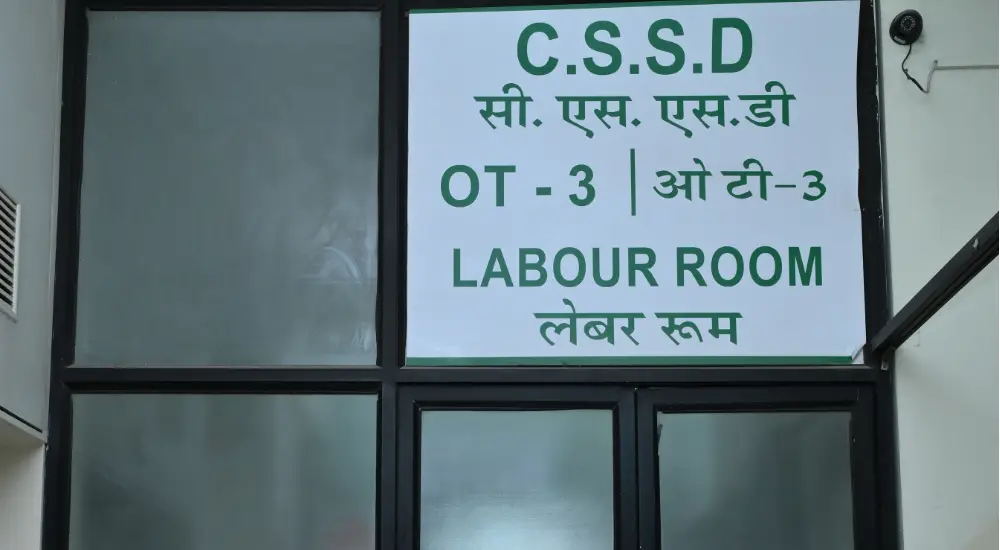 C.S.S.D
सी. एस. एस.डी
OT - 3 | ओ टी-3
LABOUR ROOM
लेबर रूम